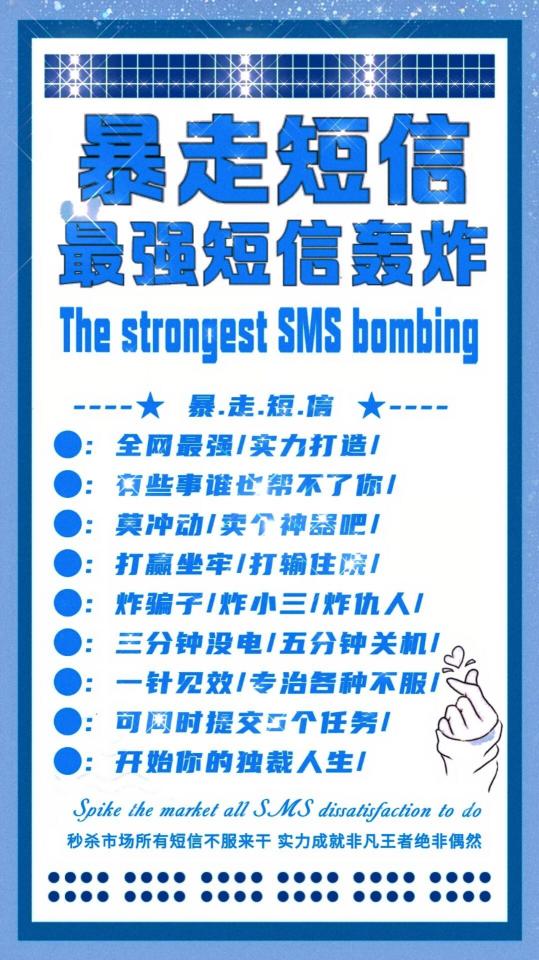 暴走短信
最强短信轰炸
The strongest SMS bombing
----★ 暴.走.短.信 ★----
●: 全网最强/实力打造/
●: 有些事谁也帮不了你/
●: 莫冲动/卖个神器吧/
●: 打赢坐牢/打输住院/
●: 炸骗子/炸小三/炸仇人/
●: 三分钟没电/五分钟关机/
●: 一针见效/专治各种不服/
●: 可同时提交5个任务/
●: 开始你的独裁人生/
Spike the market all SMS dissatisfaction to do
秒杀市场所有短信不服来干 实力成就非凡王者绝非偶然